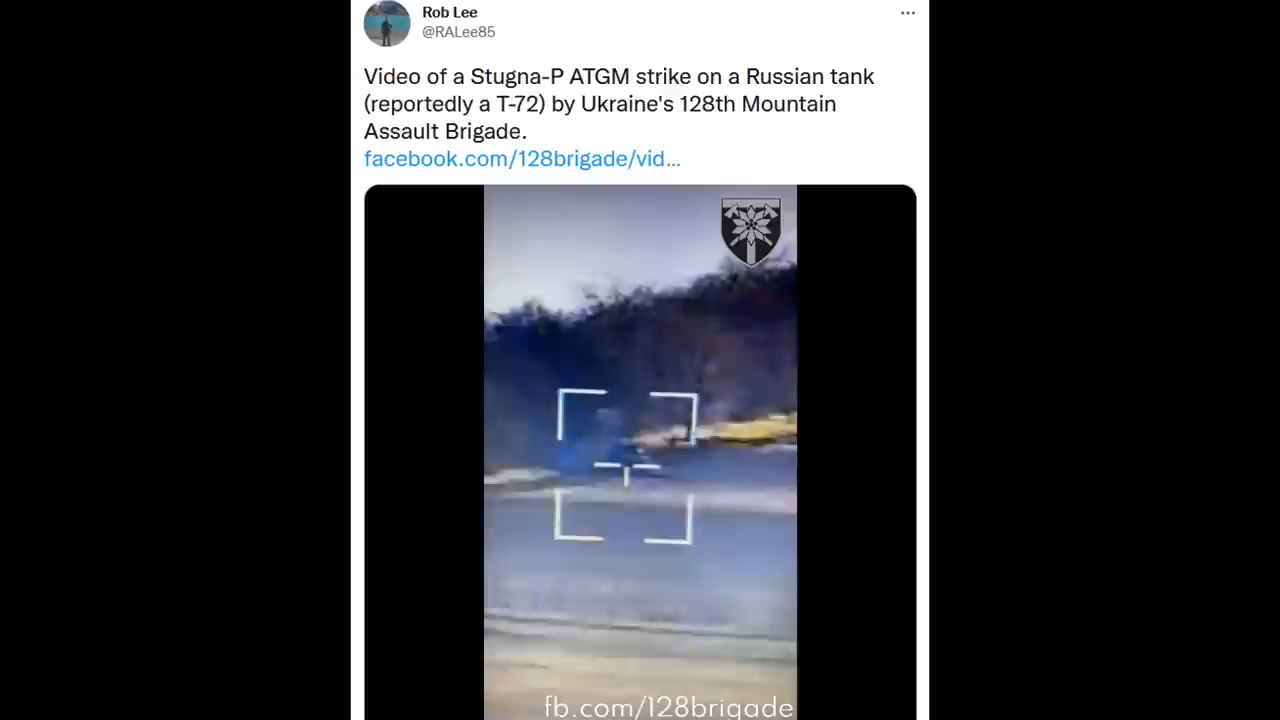 Rob Lee
@RALee85
Video of a Stugna-P ATGM strike on a Russian tank
(reportedly a T-72) by Ukraine's 128th Mountain
Assault Brigade.
facebook.com/128brigade/vid...
fb.com/128brigade